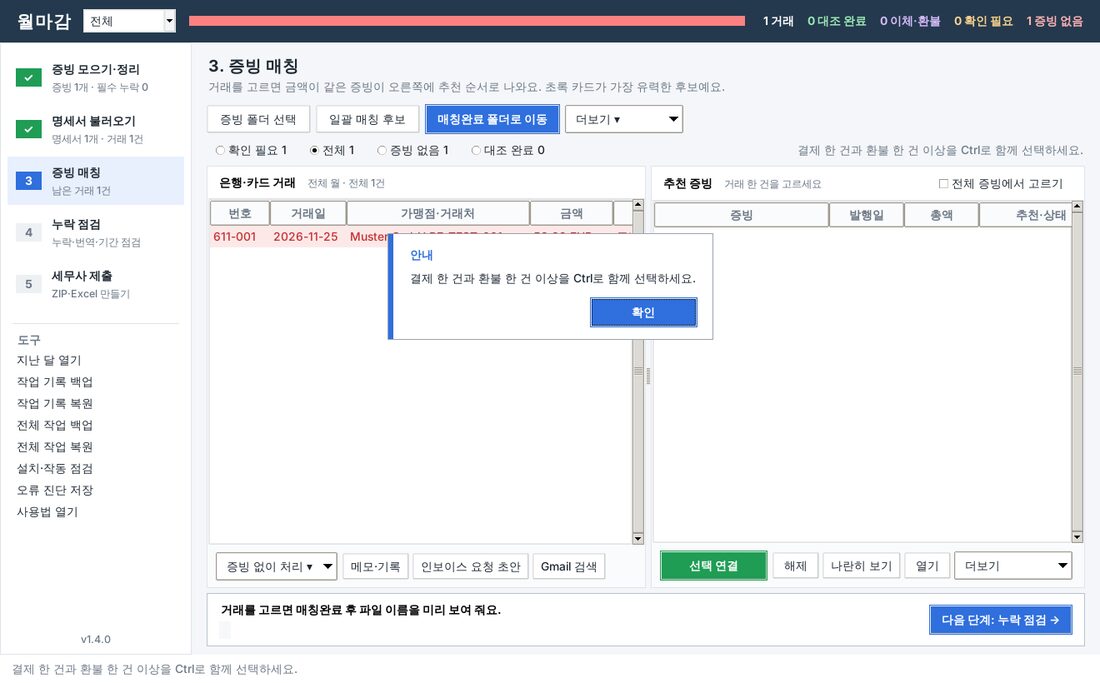 월마감 전체 1 거래 0 대조 완료 0 이체·환불 0 확인 필요 1 증빙 없음
증빙 모으기·정리
증빙 1개 · 필수 누락 0
명세서 불러오기
명세서 1개 · 거래 1건
3 증빙 매칭
남은 거래 1건
4 누락 점검
누락·번역·기간 점검
5 세무사 제출
ZIP·Excel 만들기
도구
지난 달 열기
작업 기록 백업
작업 기록 복원
전체 작업 백업
전체 작업 복원
설치·작동 점검
오류 진단 저장
사용법 열기
v1.4.0
3. 증빙 매칭
거래를 고르면 금액이 같은 증빙이 오른쪽에 추천 순서로 나와요. 초록 카드가 가장 유력한 후보예요.
증빙 폴더 선택 일괄 매칭 후보 매칭완료 폴더로 이동 더보기 ▾
확인 필요 1 전체 1 증빙 없음 1 대조 완료 0 결제 한 건과 환불 한 건 이상을 Ctrl로 함께 선택하세요.
은행·카드 거래 전체 월 · 전체 1건
번호 거래일 가맹점·거래처 금액
611-001 2026-11-25 Muster
추천 증빙 거래 한 건을 고르세요 전체 증빙에서 고르기
증빙 발행일 총액 추천·상태
안내
결제 한 건과 환불 한 건 이상을 Ctrl로 함께 선택하세요.
확인
증빙 없이 처리 ▾ 메모·기록 인보이스 요청 초안 Gmail 검색
선택 연결 해제 나란히 보기 열기 더보기
거래를 고르면 매칭완료 후 파일 이름을 미리 보여 줘요.
다음 단계: 누락 점검 →
결제 한 건과 환불 한 건 이상을 Ctrl로 함께 선택하세요.